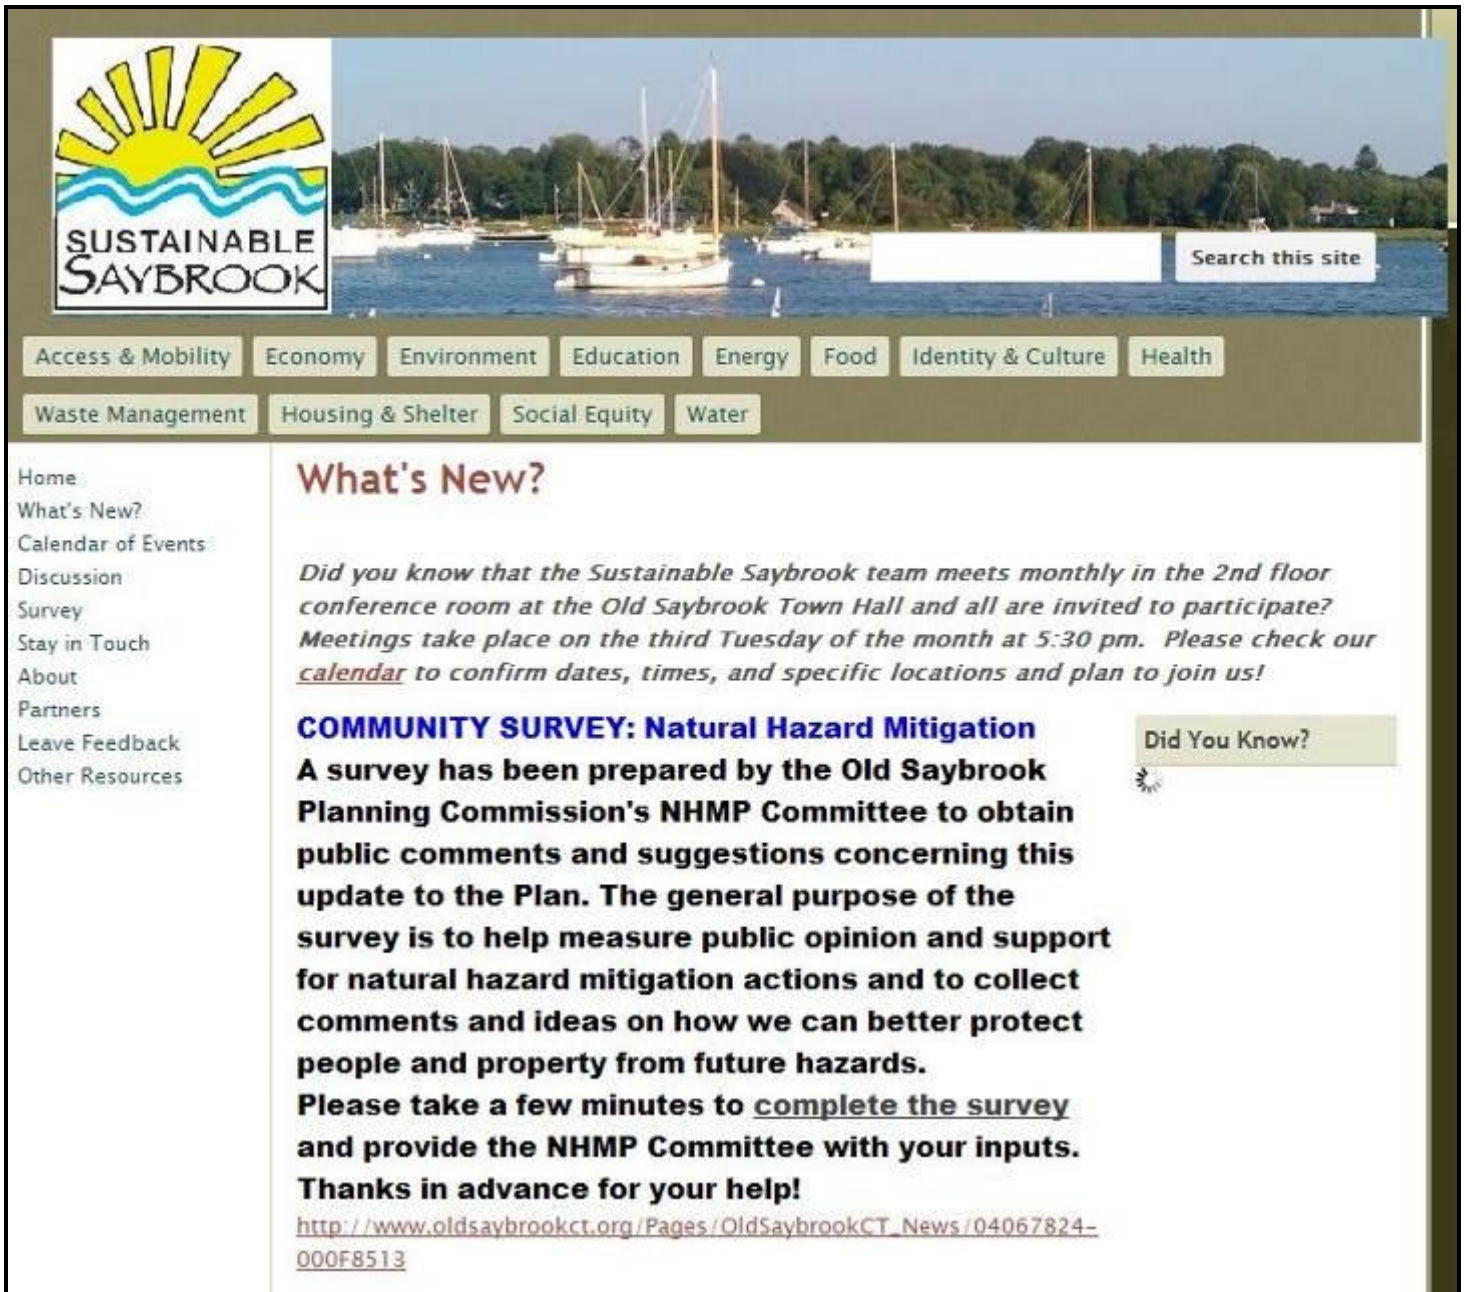 SUSTAINABLE
SAYBROOK
Search this site
Access & Mobility Economy Environment Education Energy Food Identity & Culture Health
Waste Management Housing & Shelter Social Equity Water
Home
What's New?
Calendar of Events
Discussion
Survey
Stay in Touch
About
Partners
Leave Feedback
Other Resources
What's New?
Did you know that the Sustainable Saybrook team meets monthly in the 2nd floor
conference room at the Old Saybrook Town Hall and all are invited to participate?
Meetings take place on the third Tuesday of the month at 5:30 pm. Please check our
calendar to confirm dates, times, and specific locations and plan to join us!
COMMUNITY SURVEY: Natural Hazard Mitigation
A survey has been prepared by the Old Saybrook
Planning Commission's NHMP Committee to obtain
public comments and suggestions concerning this
update to the Plan. The general purpose of the
survey is to help measure public opinion and support
for natural hazard mitigation actions and to collect
comments and ideas on how we can better protect
people and property from future hazards.
Please take a few minutes to complete the survey
and provide the NHMP Committee with your inputs.
Thanks in advance for your help!
http://www.oldsaybrookct.org/Pages/OldSaybrookCT_News/04067824-
000F8513
Did You Know?